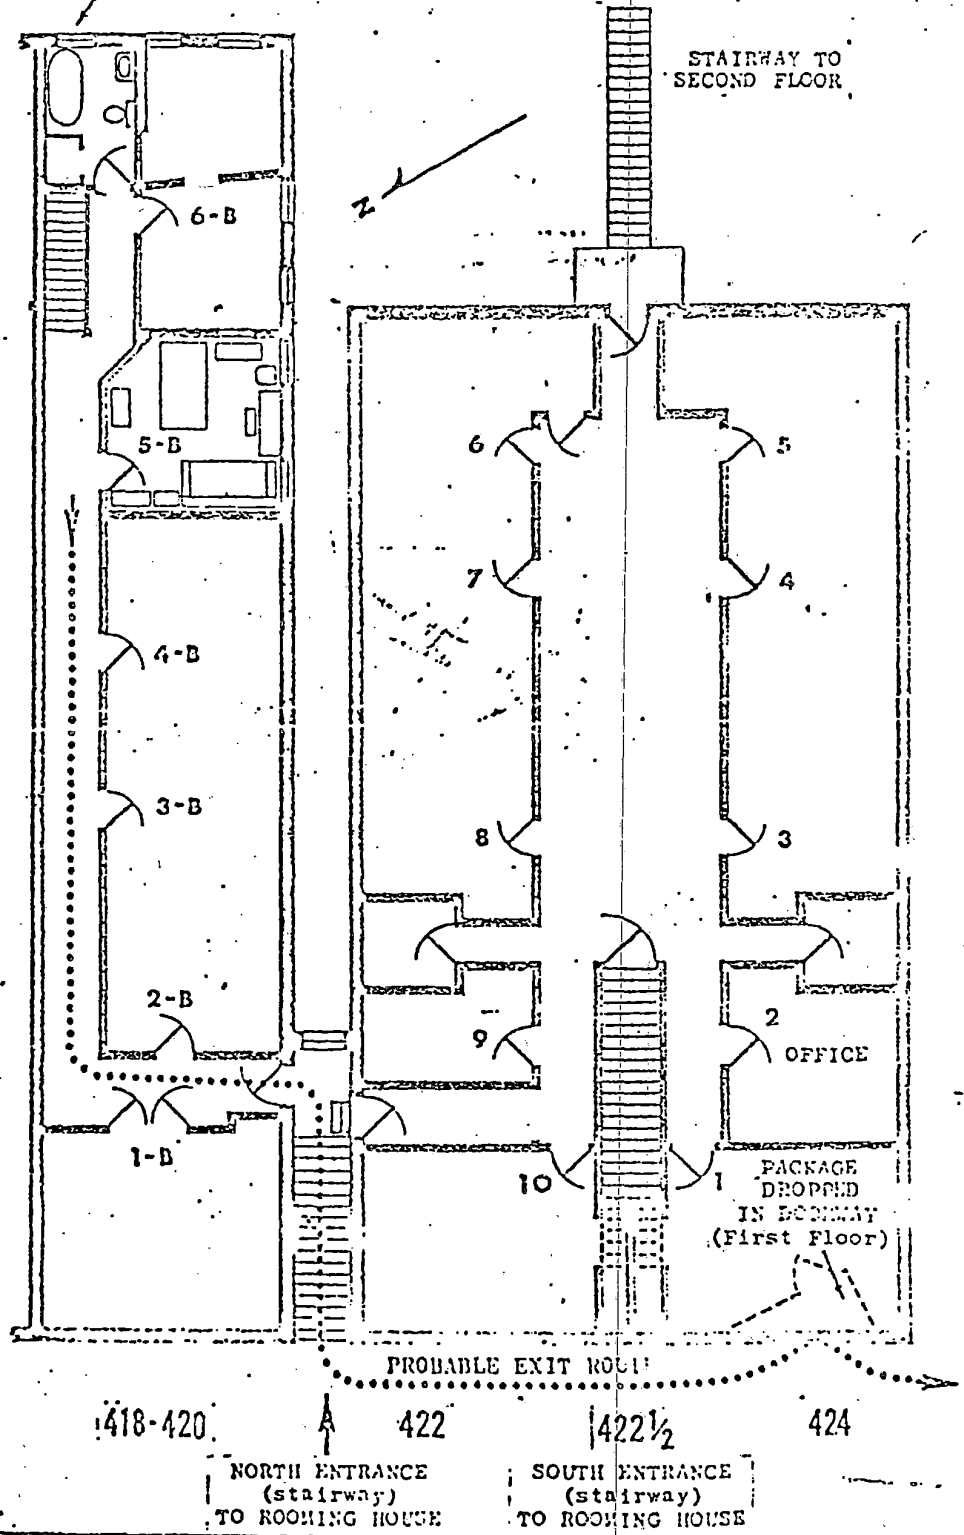 STAIRWAY TO
SECOND FLOOR
N
6-B
5-B
6
5
7
4
4-B
3-B
8
3
2-B
9
2
OFFICE
1-B
10
1
PACKAGE
DROPPED
IN DOORWAY
(First Floor)
PROBABLE EXIT ROUTE
418-420
422
422½
424
NORTH ENTRANCE
(stairway)
TO ROOMING HOUSE
SOUTH ENTRANCE
(stairway)
TO ROOMING HOUSE